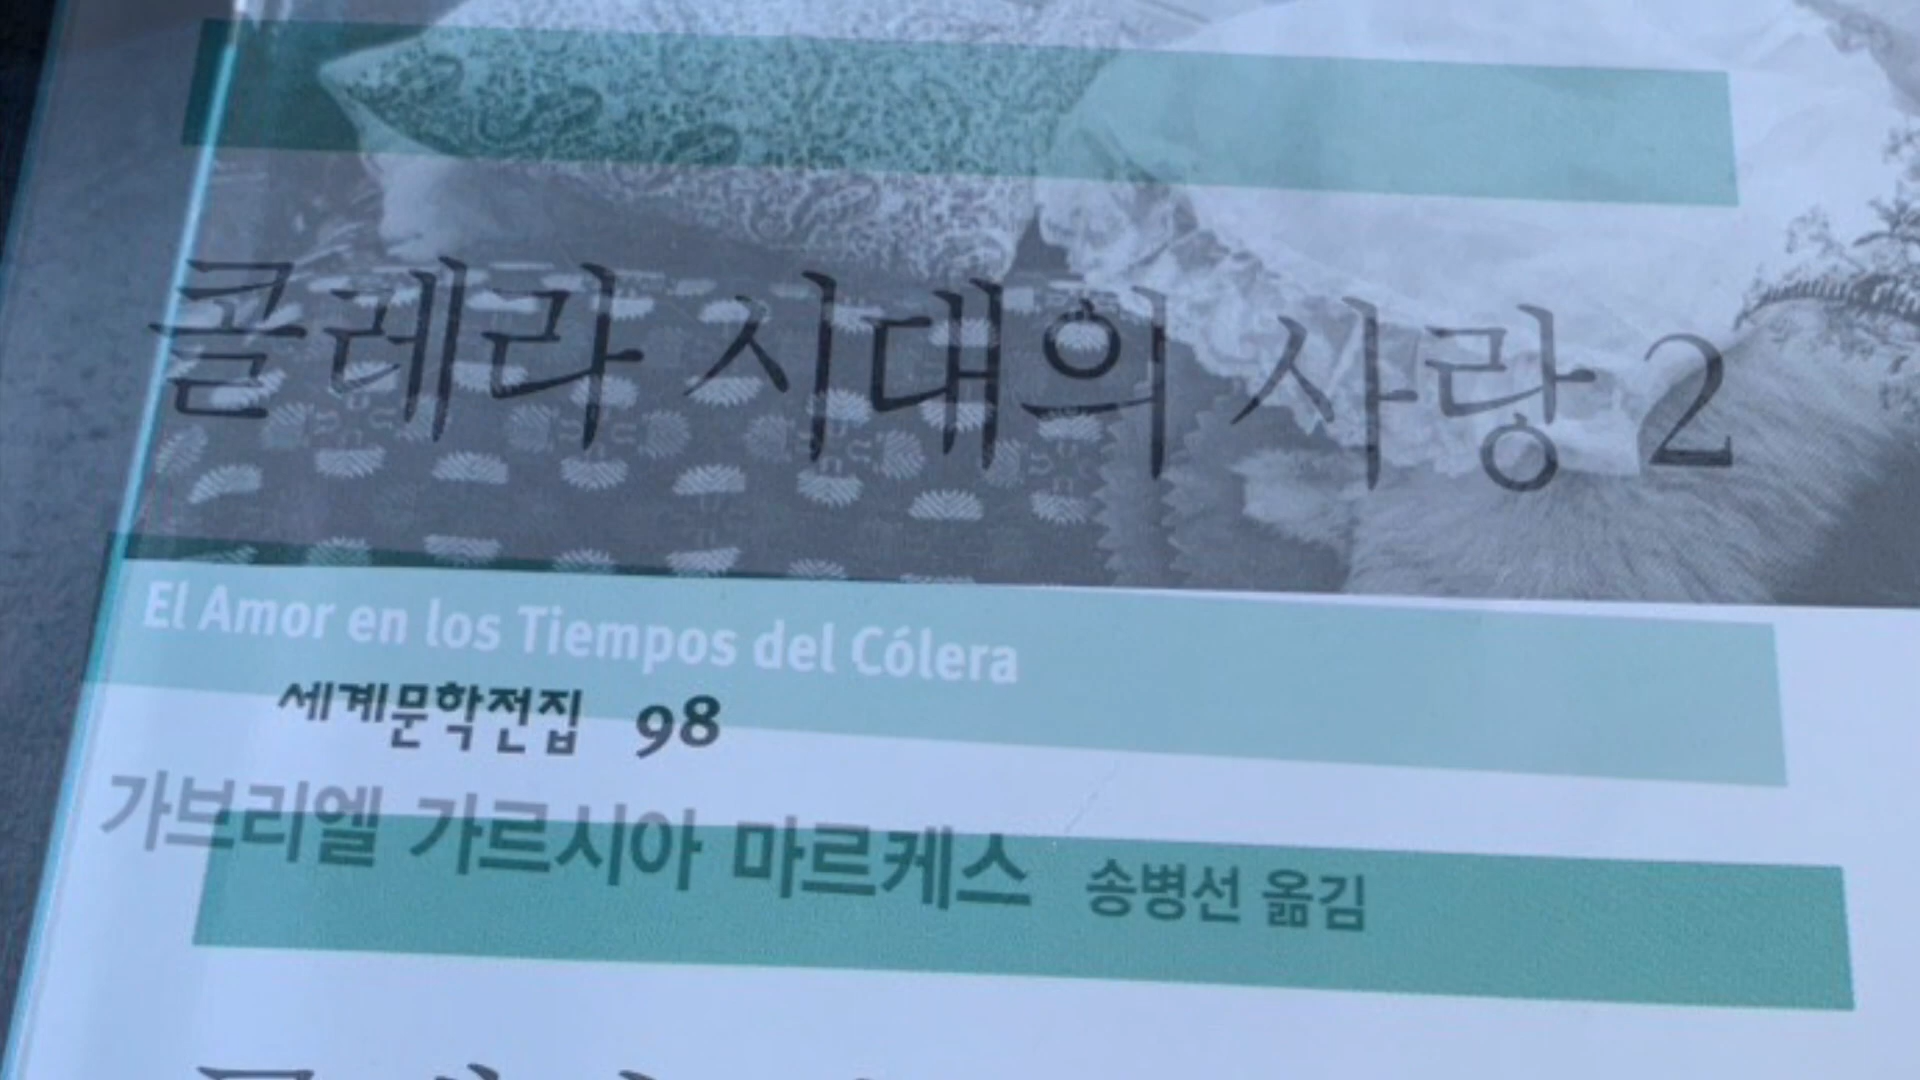 콜레라 시대의 사랑 2
El Amor en los Tiempos del Cólera
세계문학전집 98
가브리엘 가르시아 마르케스 송병선 옮김